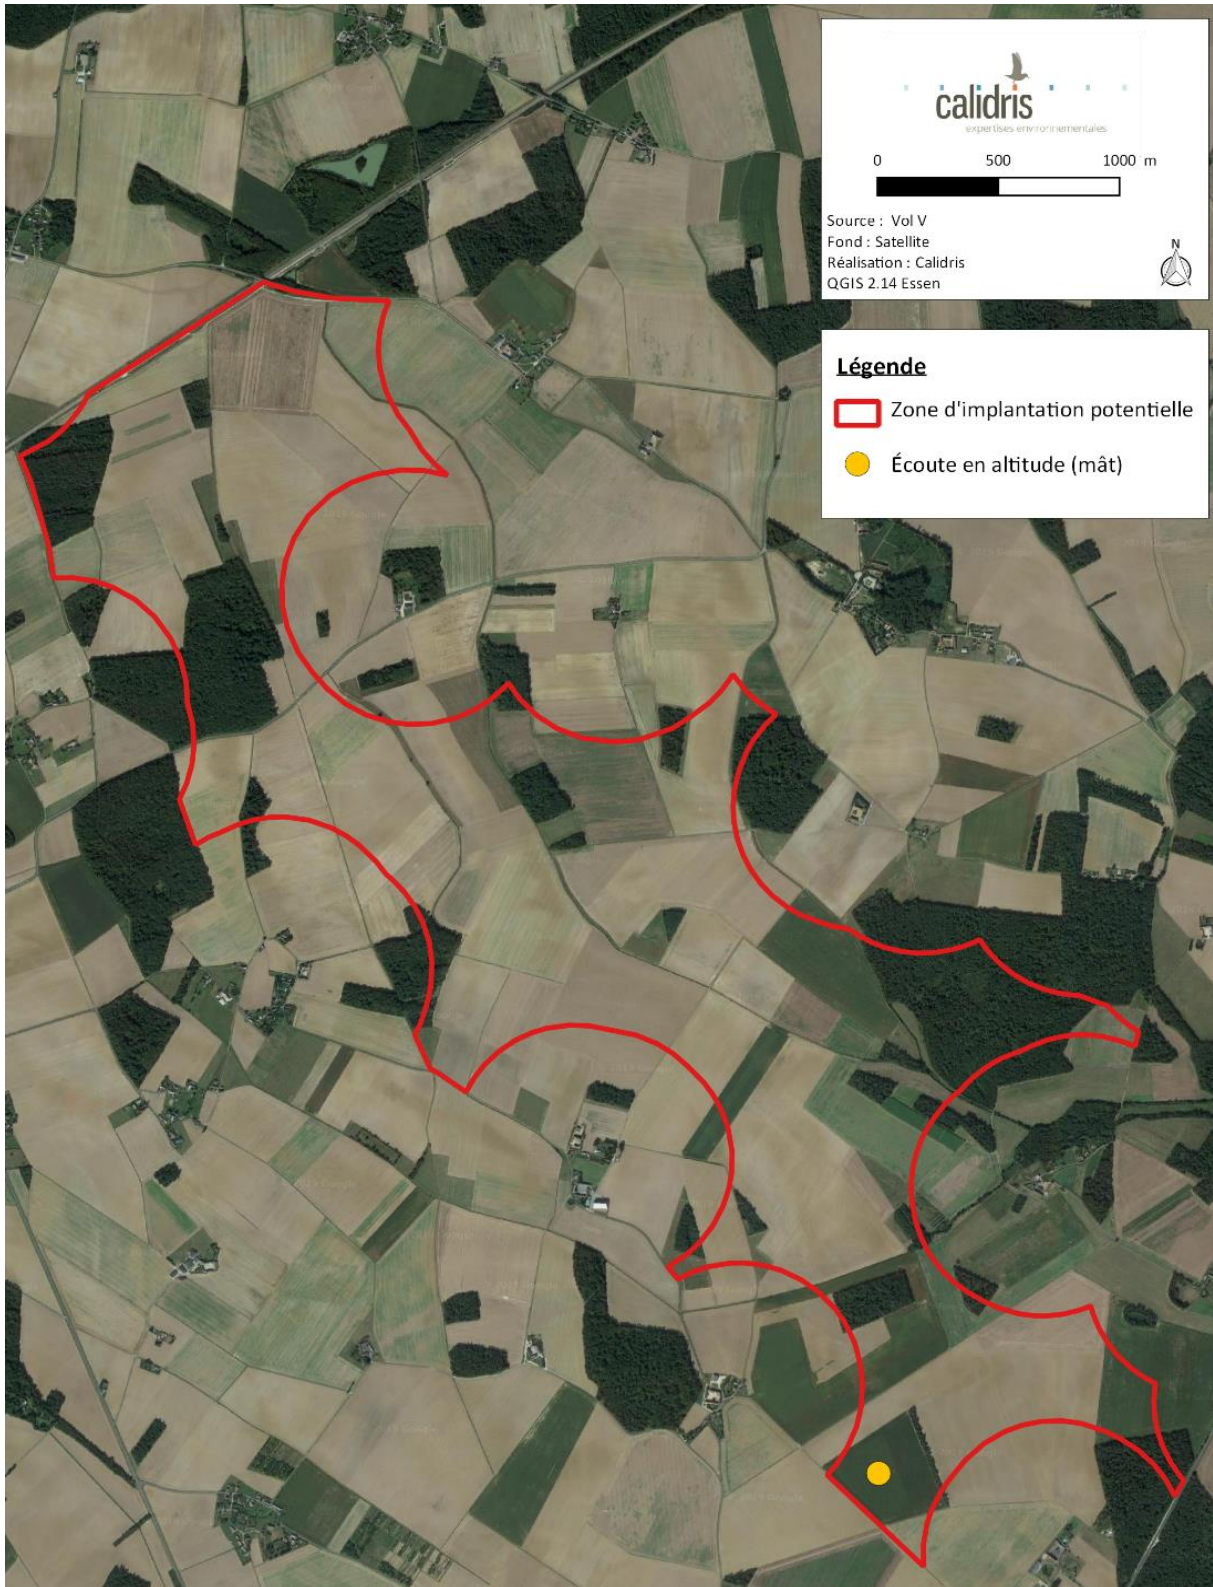 calidris
expertises environnementales
0 500 1000 m
Source : Vol V
Fond : Satellite
Réalisation : Calidris
QGIS 2.14 Essen
N
Légende
Zone d'implantation potentielle
Écoute en altitude (mât)